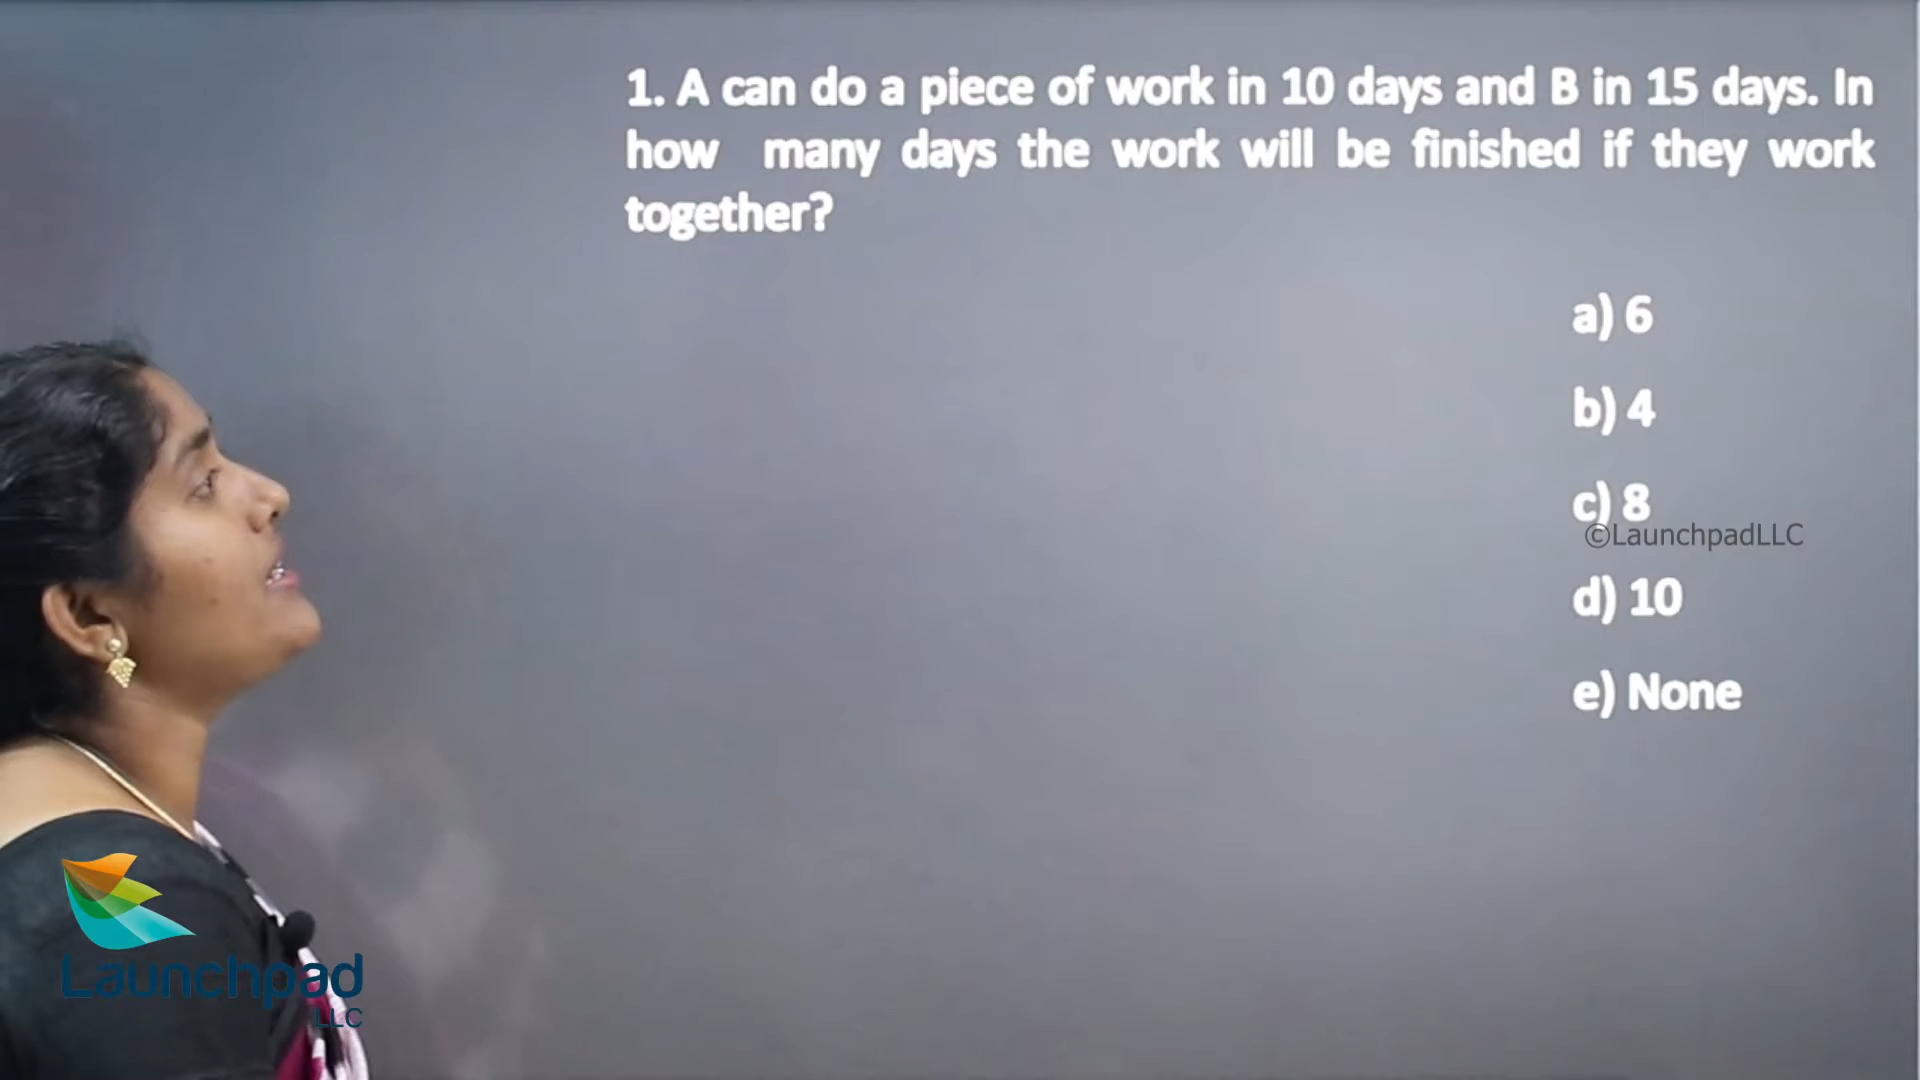 1. A can do a piece of work in 10 days and B in 15 days. In
how many days the work will be finished if they work
together?
a) 6
b) 4
c) 8
©LaunchpadLLC
d) 10
e) None
Launchpad
LLC